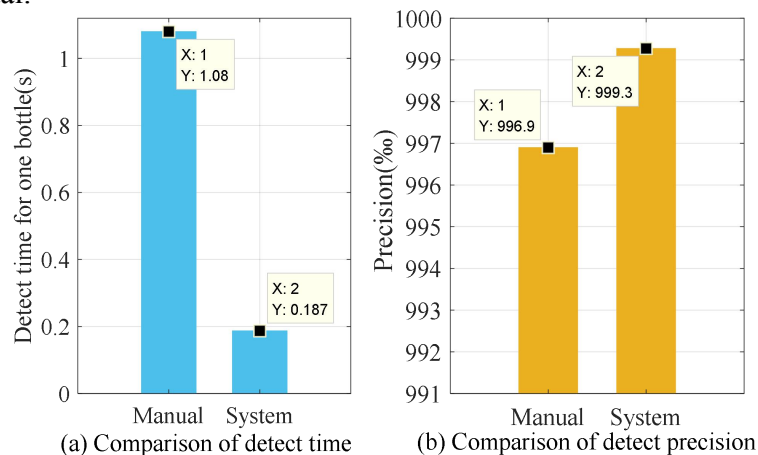 al.
Detect time for one bottle(s)
1
0.8
0.6
0.4
0.2
0
X: 1
Y: 1.08
X: 2
Y: 0.187
Manual System
(a) Comparison of detect time
Precision(‰)
1000
999
998
997
996
995
994
993
992
991
X: 1
Y: 996.9
X: 2
Y: 999.3
Manual System
(b) Comparison of detect precision